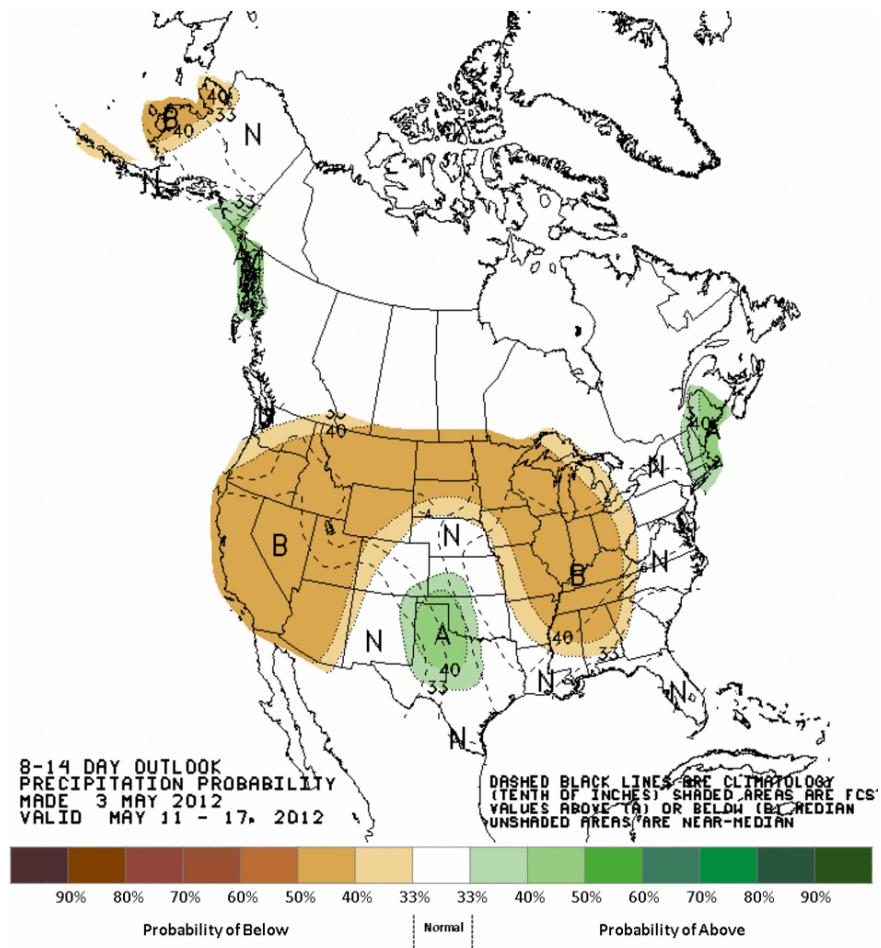 40
B
40
33
N
N
33
A
33
40
40
A
N
N
B
B
N
N
A
40
33
40
33
N
N
N
8-14 DAY OUTLOOK
PRECIPITATION PROBABILITY
MADE 3 MAY 2012
VALID MAY 11 - 17, 2012
DASHED BLACK LINES ARE CLIMATOLOGY
(TENTH OF INCHES) SHADED AREAS ARE FCST
VALUES ABOVE (A) OR BELOW (B) MEDIAN
UNSHADED AREAS ARE NEAR-MEDIAN
90% 80% 70% 60% 50% 40% 33% 33% 40% 50% 60% 70% 80% 90%
Probability of Below Normal Probability of Above